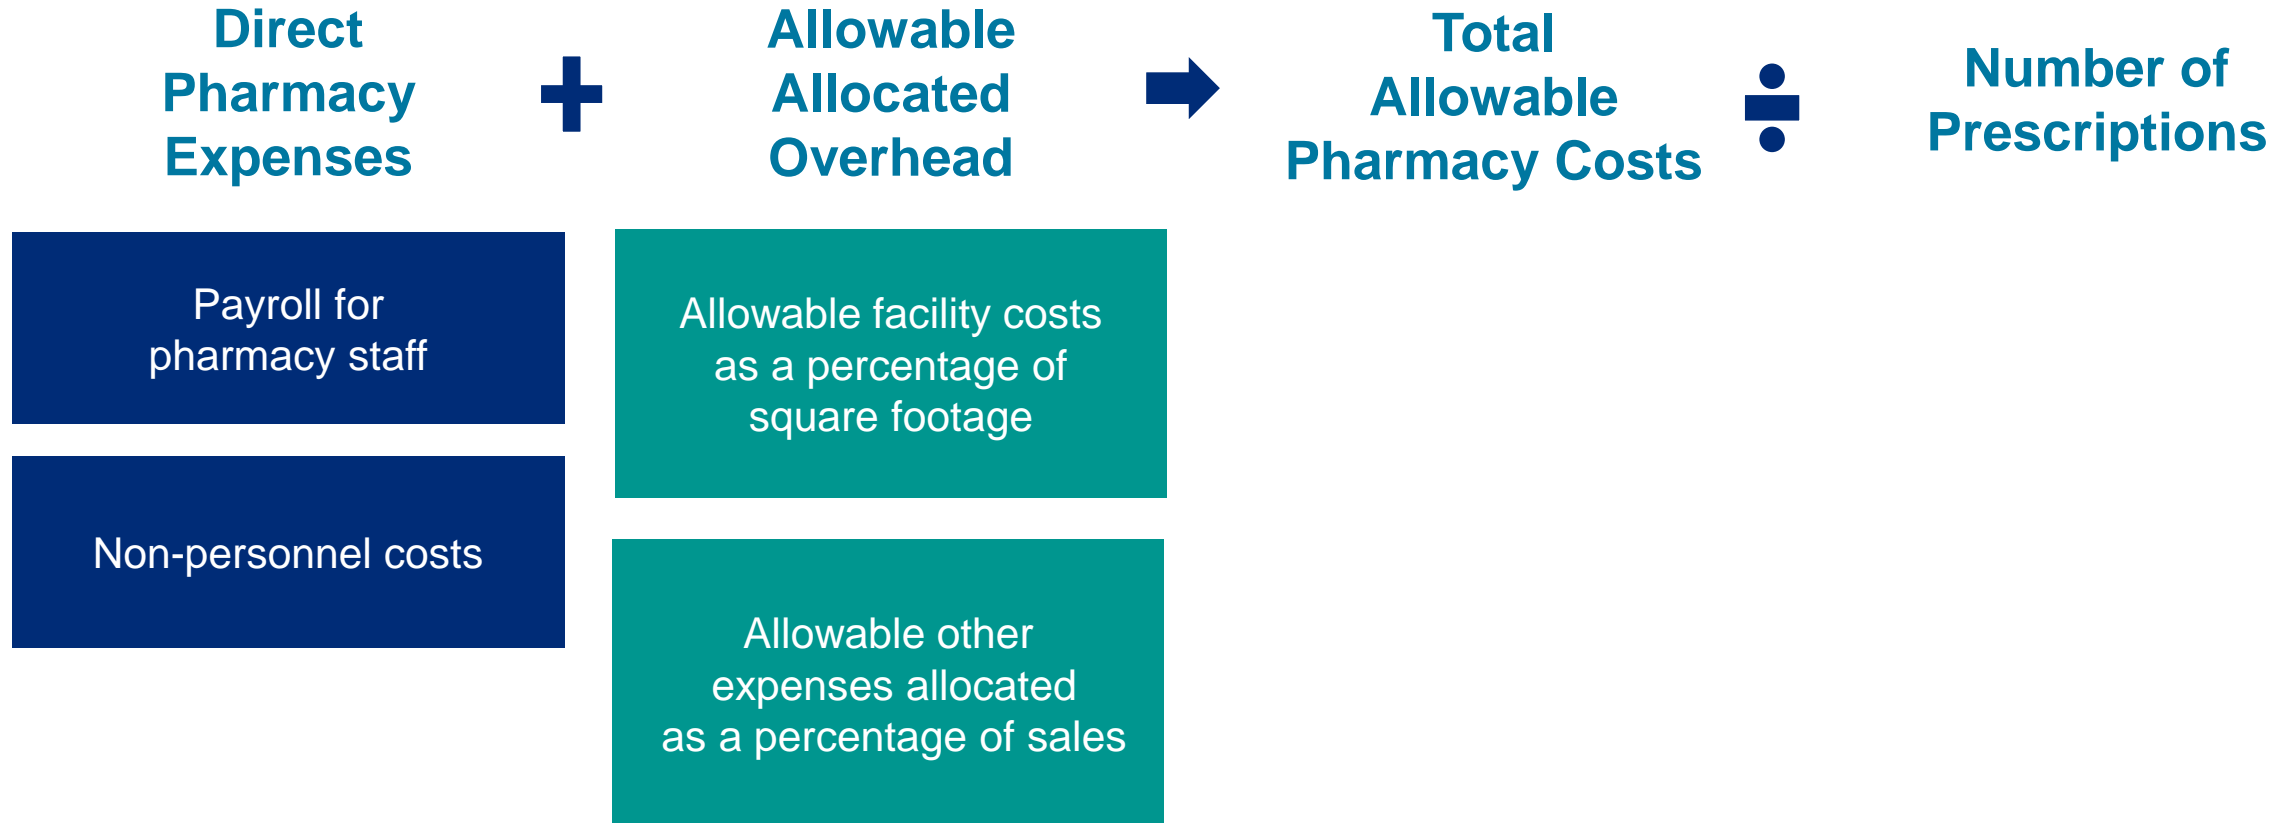 Direct
Pharmacy
Expenses
Allowable
Allocated
Overhead
Total
Allowable
Pharmacy Costs
Number of
Prescriptions
Payroll for
pharmacy staff
Non-personnel costs
Allowable facility costs
as a percentage of
square footage
Allowable other
expenses allocated
as a percentage of sales